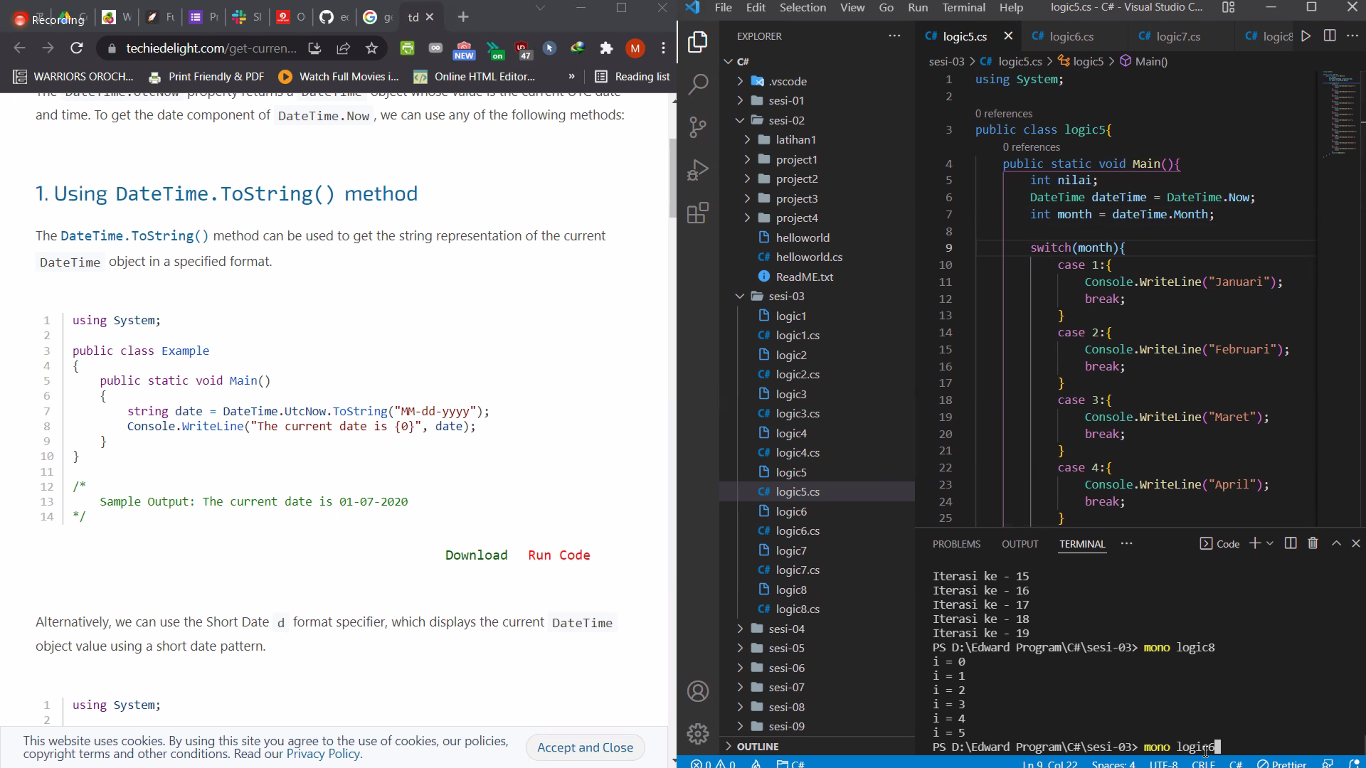 Recording
W
Fu
Pi
Sl
O
ec
gc
td
techiedelight.com/get-curren...
NEW
on
47
M
WARRIORS OROCH...
Printg Friendly & PDF
Watch Full Movies i...
Online HTML Editor...
»
Reading list
and time. To get the date component of DateTime.Now, we can use any of the following methods:
1. Using DateTime.ToString() method
The DateTime.ToString() method can be used to get the string representation of the current
DateTime object in a specified format.
1 using System;
2
3 public class Example
4 {
5 public static void Main()
6 {
7 string date = DateTime.UtcNow.ToString("MM-dd-yyyy");
8 Console.WriteLine("The current date is {0}", date);
9 }
10 }
11
12 /*
13 Sample Output: The current date is 01-07-2020
14 */
Download Run Code
Alternatively, we can use the Short Date d format specifier, which displays the current DateTime
object value using a short date pattern.
1 using System;
2
This website uses cookies. By using this site you agree to the use of cookies, our policies,
copyright terms and other conditions. Read our Privacy Policy.
Accept and Close
File Edit Selection View Go Run Terminal Help
logic5.cs - C# - Visual Studio C...
EXPLORER
C#
.vscode
sesi-01
sesi-02
latihan1
project1
project2
project3
project4
helloworld
helloworld.cs
ReadME.txt
sesi-03
logic1
logic1.cs
logic2
logic2.cs
logic3
logic3.cs
logic4
logic4.cs
logic5
logic5.cs
logic6
logic6.cs
logic7
logic7.cs
logic8
logic8.cs
sesi-04
sesi-05
sesi-06
sesi-07
sesi-08
sesi-09
OUTLINE
logic5.cs logic6.cs logic7.cs logic8
sesi-03 > logic5.cs > logic5 > Main()
1 using System;
2
0 references
3 public class logic5{
0 references
4 public static void Main(){
5 int nilai;
6 DateTime dateTime = DateTime.Now;
7 int month = dateTime.Month;
8
9 switch(month){
10 case 1:{
11 Console.WriteLine("Januari");
12 break;
13 }
14 case 2:{
15 Console.WriteLine("Februari");
16 break;
17 }
18 case 3:{
19 Console.WriteLine("Maret");
20 break;
21 }
22 case 4:{
23 Console.WriteLine("April");
24 break;
25 }
PROBLEMS OUTPUT TERMINAL
Code
Iterasi ke - 15
Iterasi ke - 16
Iterasi ke - 17
Iterasi ke - 18
Iterasi ke - 19
PS D:\Edward Program\C#\sesi-03> mono logic8
i = 0
i = 1
i = 2
i = 3
i = 4
i = 5
PS D:\Edward Program\C#\sesi-03> mono logic6
0 0 C# Ln 9, Col 22 Spaces: 4 UTF-8 CRLF C# Prettier